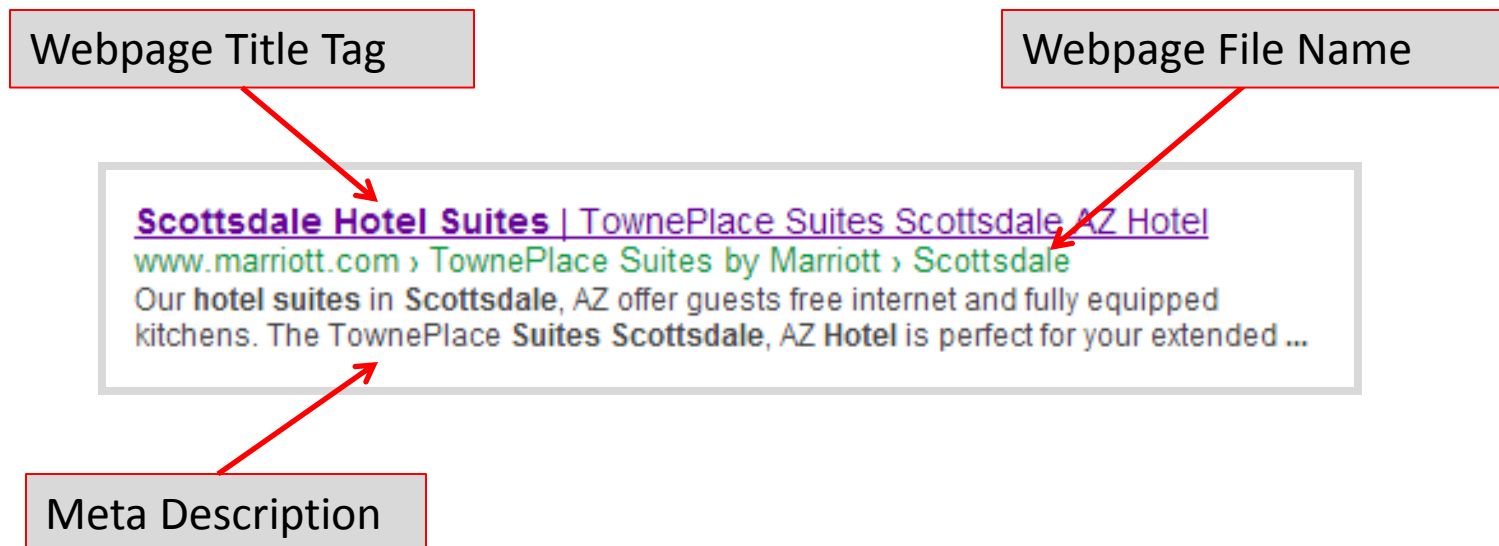 Webpage Title Tag
Webpage File Name
Scottsdale Hotel Suites | TownePlace Suites Scottsdale AZ Hotel
www.marriott.com › TownePlace Suites by Marriott › Scottsdale
Our hotel suites in Scottsdale, AZ offer guests free internet and fully equipped
kitchens. The TownePlace Suites Scottsdale, AZ Hotel is perfect for your extended ...
Meta Description